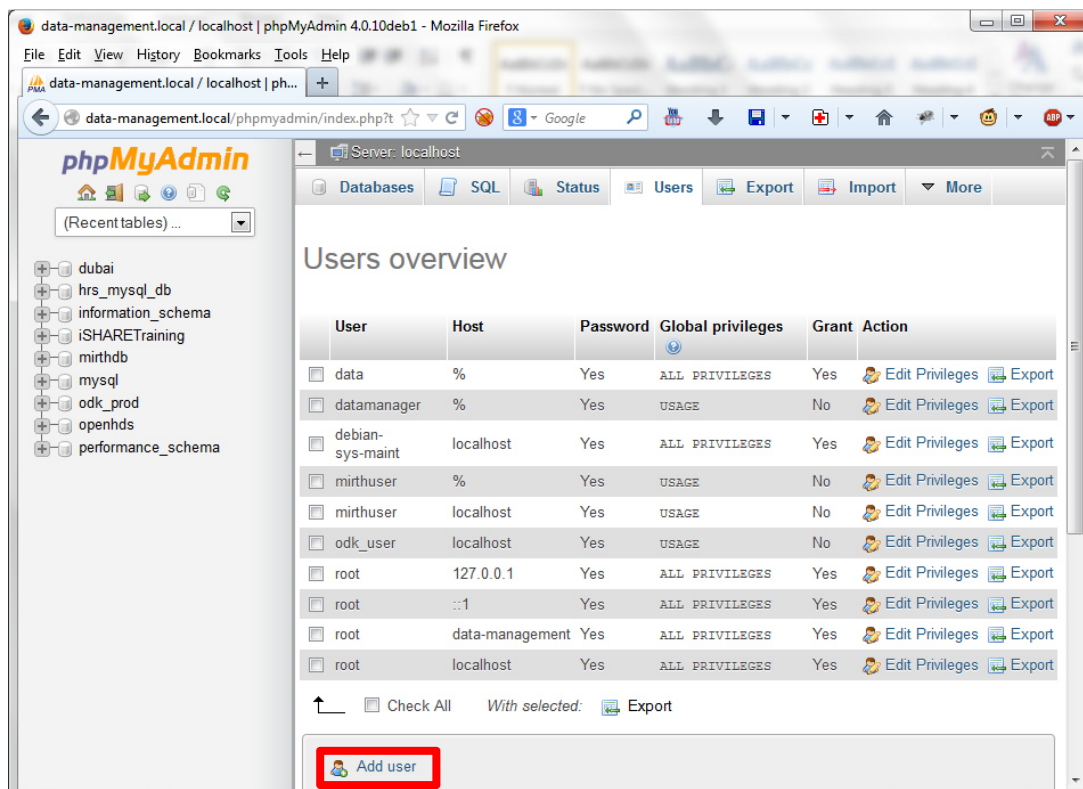 data-management.local / localhost | phpMyAdmin 4.0.10deb1 - Mozilla Firefox
File Edit View History Bookmarks Tools Help
PMA data-management.local / localhost | ph... +
data-management.local/phpmyadmin/index.php?t 8 Google ABP
phpMyAdmin
(Recent tables) ...
dubai
hrs_mysql_db
information_schema
iSHARETraining
mirthdb
mysql
odk_prod
openhds
performance_schema
← Server: localhost
Databases SQL Status Users Export Import More
Users overview
User Host Password Global privileges Grant Action
data % Yes ALL PRIVILEGES Yes Edit Privileges Export
datamanager % Yes USAGE No Edit Privileges Export
debian-
sys-maint localhost Yes ALL PRIVILEGES Yes Edit Privileges Export
mirthuser % Yes USAGE No Edit Privileges Export
mirthuser localhost Yes USAGE No Edit Privileges Export
odk_user localhost Yes USAGE No Edit Privileges Export
root 127.0.0.1 Yes ALL PRIVILEGES Yes Edit Privileges Export
root ::1 Yes ALL PRIVILEGES Yes Edit Privileges Export
root data-management Yes ALL PRIVILEGES Yes Edit Privileges Export
root localhost Yes ALL PRIVILEGES Yes Edit Privileges Export
Check All With selected: Export
Add user